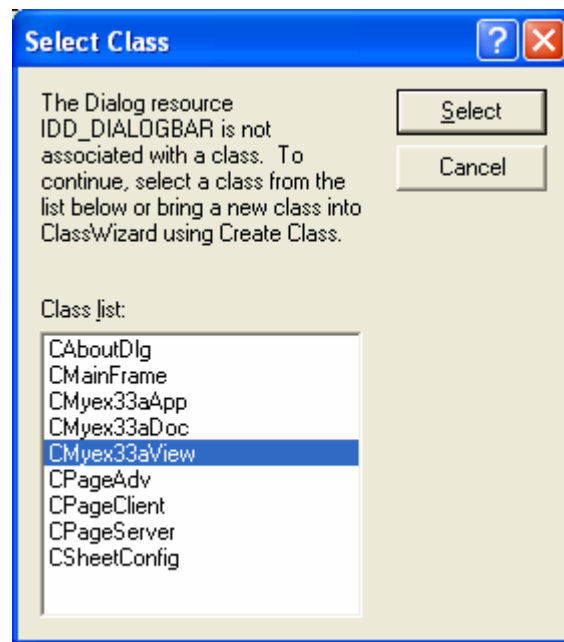 Select Class
The Dialog resource
IDD_DIALOGBAR is not
associated with a class. To
continue, select a class from the
list below or bring a new class into
ClassWizard using Create Class.
Select
Cancel
Class list:
CAboutDlg
CMainFrame
CMyex33aApp
CMyex33aDoc
CMyex33aView
CPageAdv
CPageClient
CPageServer
CSheetConfig